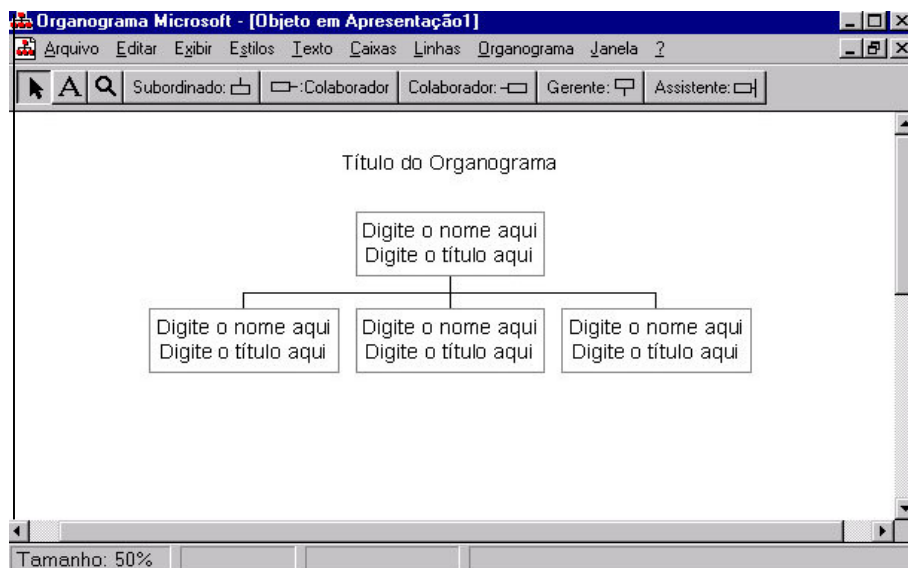 Organograma Microsoft - [Objeto em Apresentação1]
Arquivo Editar Exibir Estilos Texto Caixas Linhas Organograma Janela ?
A Subordinado: :Colaborador Colaborador: Gerente: Assistente:
Título do Organograma
Digite o nome aqui
Digite o título aqui
Digite o nome aqui Digite o nome aqui Digite o nome aqui
Digite o título aqui Digite o título aqui Digite o título aqui
Tamanho: 50%